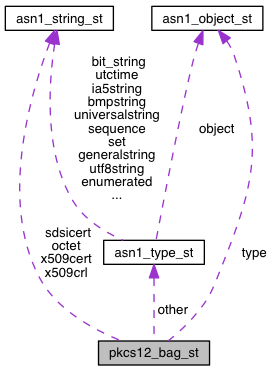 asn1_string_st
asn1_object_st
bit_string
utctime
ia5string
bmpstring
universalstring
sequence
set
generalstring
utf8string
enumerated
...
object
sdsicert
octet
x509cert
x509crl
asn1_type_st
type
other
pkcs12_bag_st